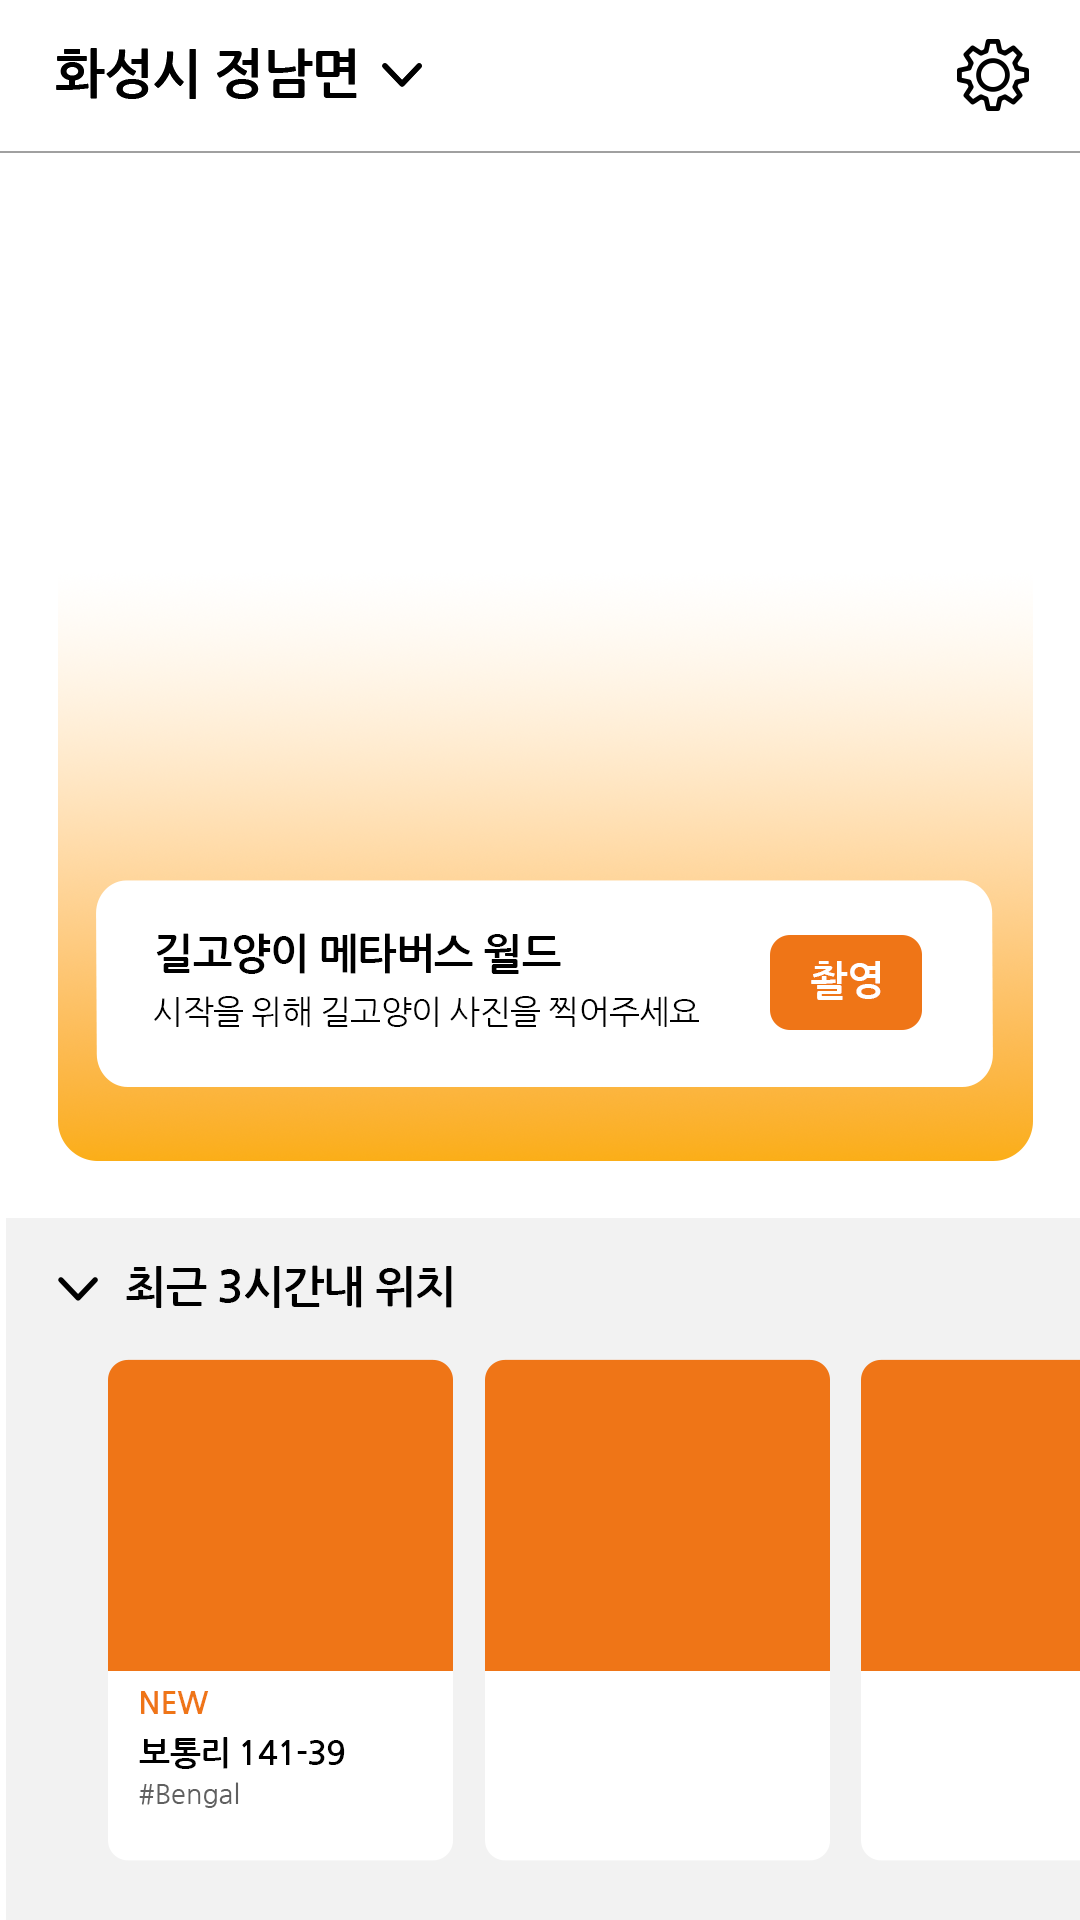 화성시 정남면
길고양이 메타버스 월드
시작을 위해 길고양이 사진을 찍어주세요
촬영
최근 3시간내 위치
NEW
보통리 141-39
#Bengal